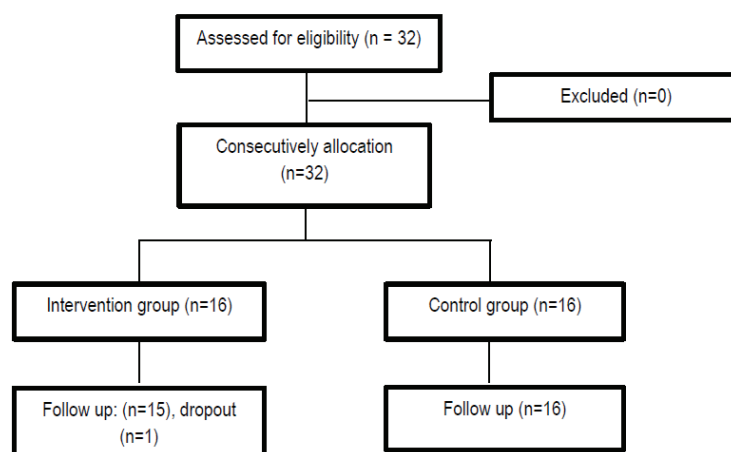 Assessed for eligibility (n = 32)
Excluded (n=0)
Consecutively allocation
(n=32)
Intervention group (n=16)
Control group (n=16)
Follow up: (n=15), dropout
(n=1)
Follow up (n=16)